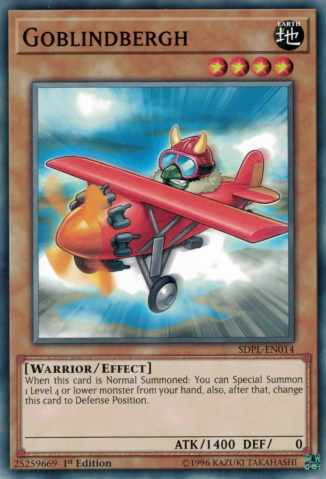 GOBLINDBERGH
EARTH
地
SDPL-EN014
[WARRIOR/EFFECT]
When this card is Normal Summoned: You can Special Summon
1 Level 4 or lower monster from your hand, also, after that, change
this card to Defense Position.
ATK/1400 DEF/ 0
25259669 1st Edition ©1996 KAZUKI TAKAHASHI